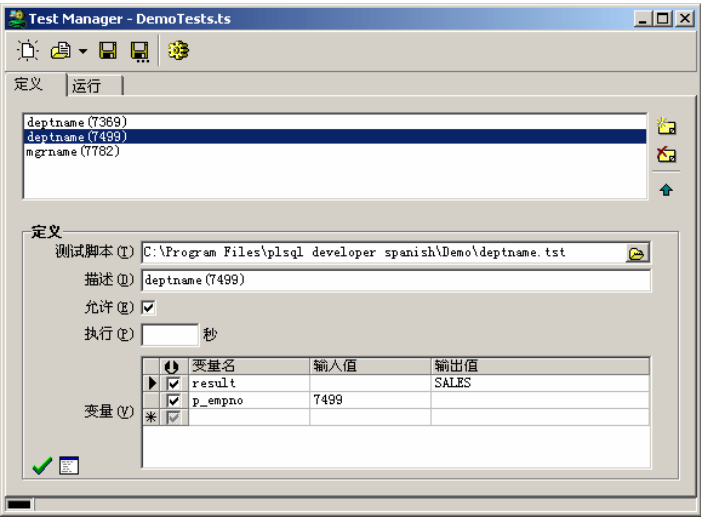 Test Manager - DemoTests.ts
定义 运行
deptname(7369)
deptname(7499)
mgrname(7782)
定义
测试脚本(T) C:\Program Files\plsql developer spanish\Demo\deptname.tst
描述(D) deptname(7499)
允许(E)
执行(P) 秒
变量(V)
变量名 输入值 输出值
result SALES
p_empno 7499